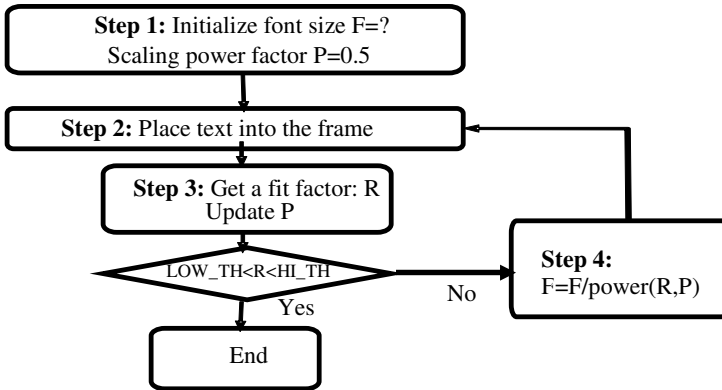 Step 1: Initialize font size F=?
Scaling power factor P=0.5
Step 2: Place text into the frame
Step 3: Get a fit factor: R
Update P
LOW_TH<R<HI_TH
No
Yes
Step 4:
F=F/power(R,P)
End